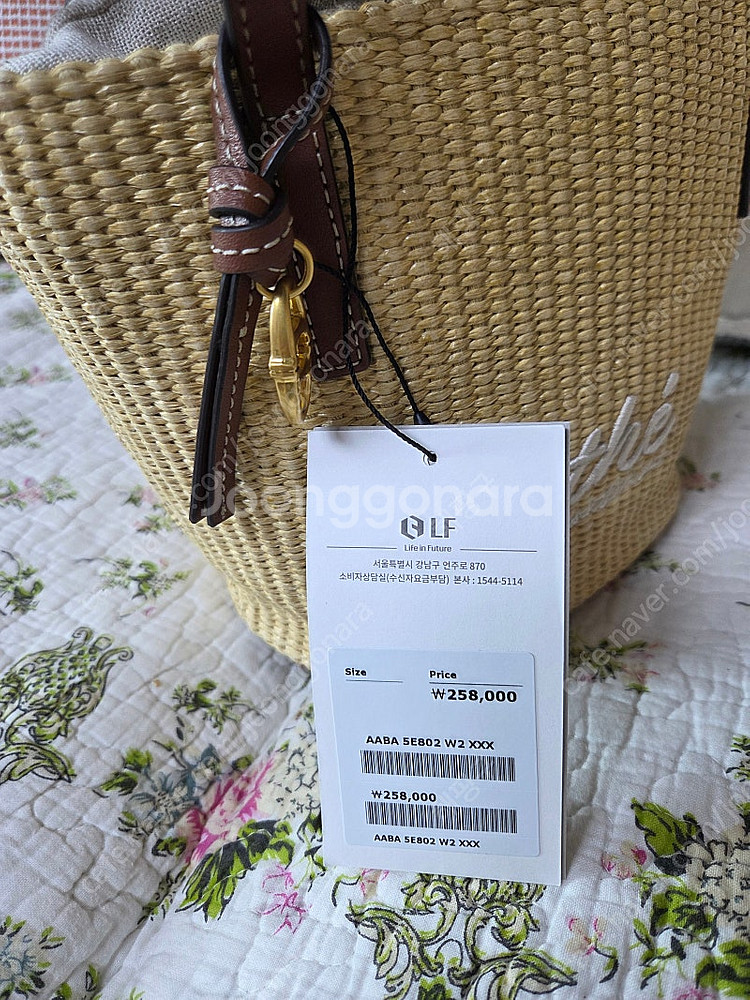 thé
Joonggonara
LF
Life in Future
서울특별시 강남구 언주로 870
소비자상담실(수신자요금부담) 본사 : 1544-5114
Size Price
₩258,000
AABA 5E802 W2 XXX
₩258,000
AABA 5E802 W2 XXX